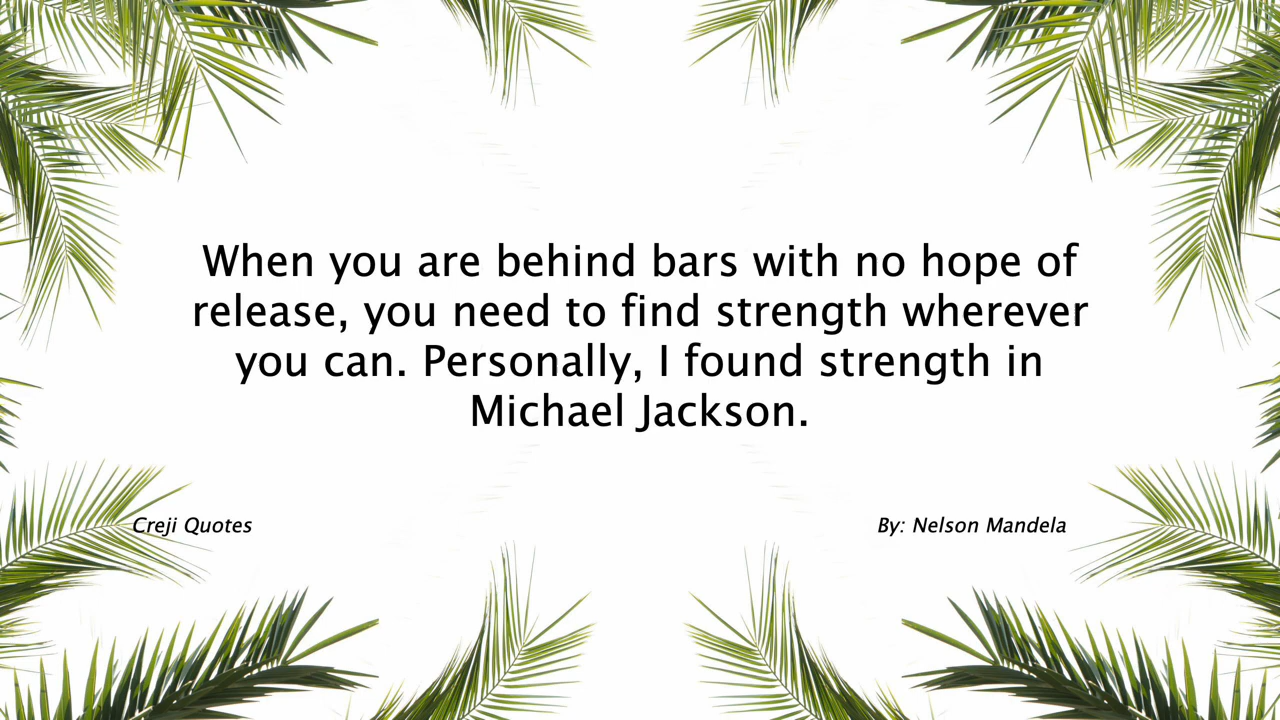 When you are behind bars with no hope of
release, you need to find strength wherever
you can. Personally, I found strength in
Michael Jackson.
Creji Quotes
By: Nelson Mandela